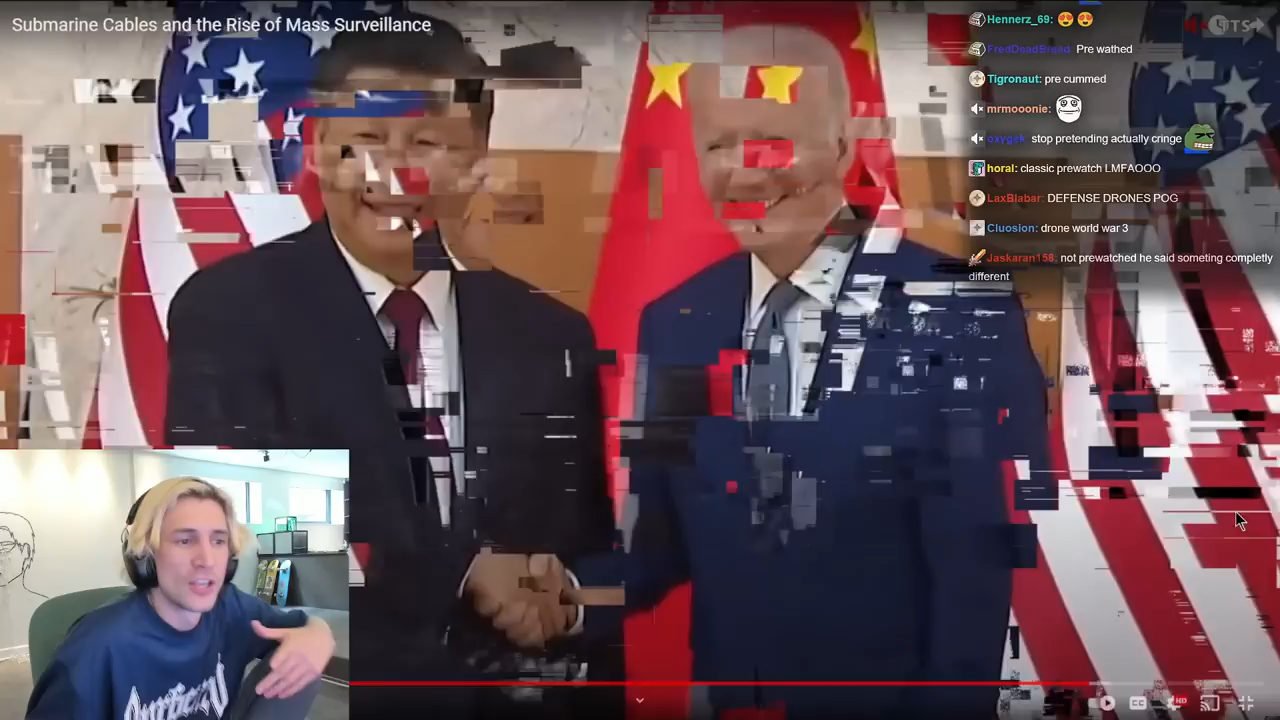 Submarine Cables and the Rise of Mass Surveillance
Hennerz_69:
FredDeadBread: Pre wathed
Tigronaut: pre cummed
mrmooonie:
oxygek stop pretending actually cringe
horal: classic prewatch LMFAOOO
LaxBlabar: DEFENSE DRONES POG
Cluosion: drone world war 3
Jaskaran158: not prewatched he said someting completly
different
HD